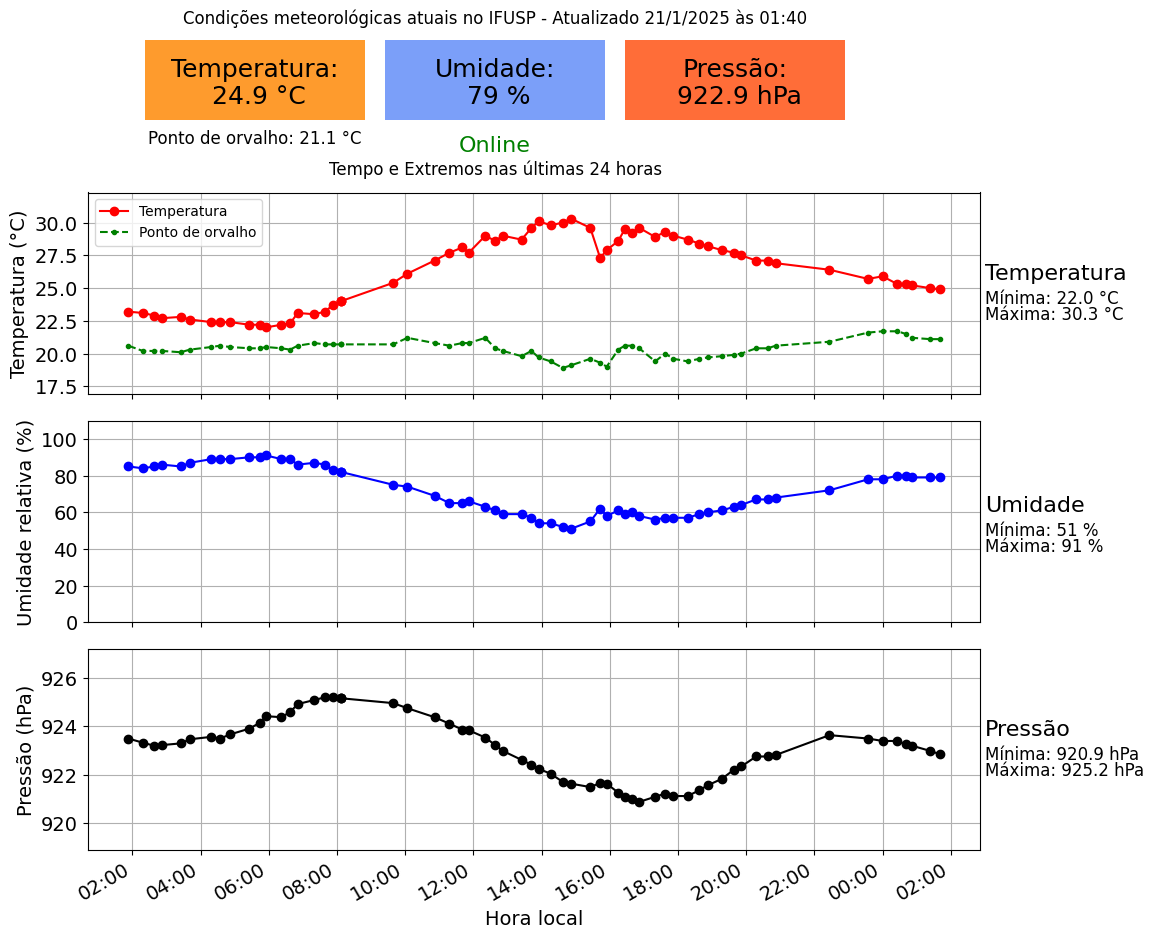 Condições meteorológicas atuais no IFUSP - Atualizado 21/1/2025 às 01:40
Temperatura:
24.9 °C
Umidade:
79 %
Pressão:
922.9 hPa
Ponto de orvalho: 21.1 °C
Online
Tempo e Extremos nas últimas 24 horas
Temperatura (°C)
30.0
27.5
25.0
22.5
20.0
17.5
Temperatura
Ponto de orvalho
Temperatura
Mínima: 22.0 °C
Máxima: 30.3 °C
Umidade relativa (%)
100
80
60
40
20
0
Umidade
Mínima: 51 %
Máxima: 91 %
Pressão (hPa)
926
924
922
920
Pressão
Mínima: 920.9 hPa
Máxima: 925.2 hPa
02:00 04:00 06:00 08:00 10:00 12:00 14:00 16:00 18:00 20:00 22:00 00:00 02:00
Hora local